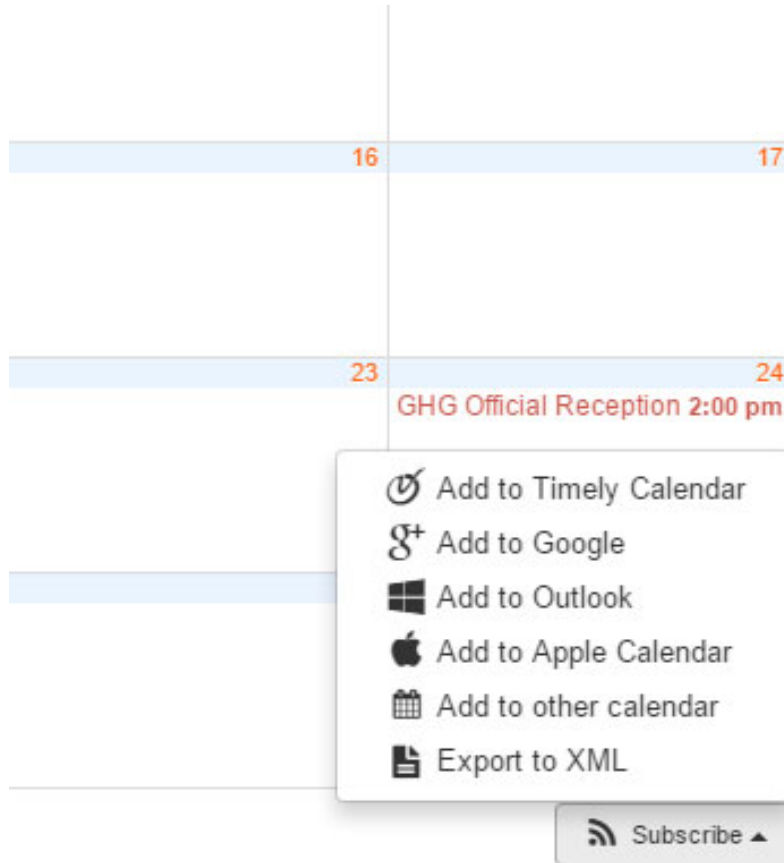 16
17
23
24
GHG Official Reception 2:00 pm
Add to Timely Calendar
g+ Add to Google
Add to Outlook
Add to Apple Calendar
Add to other calendar
Export to XML
Subscribe